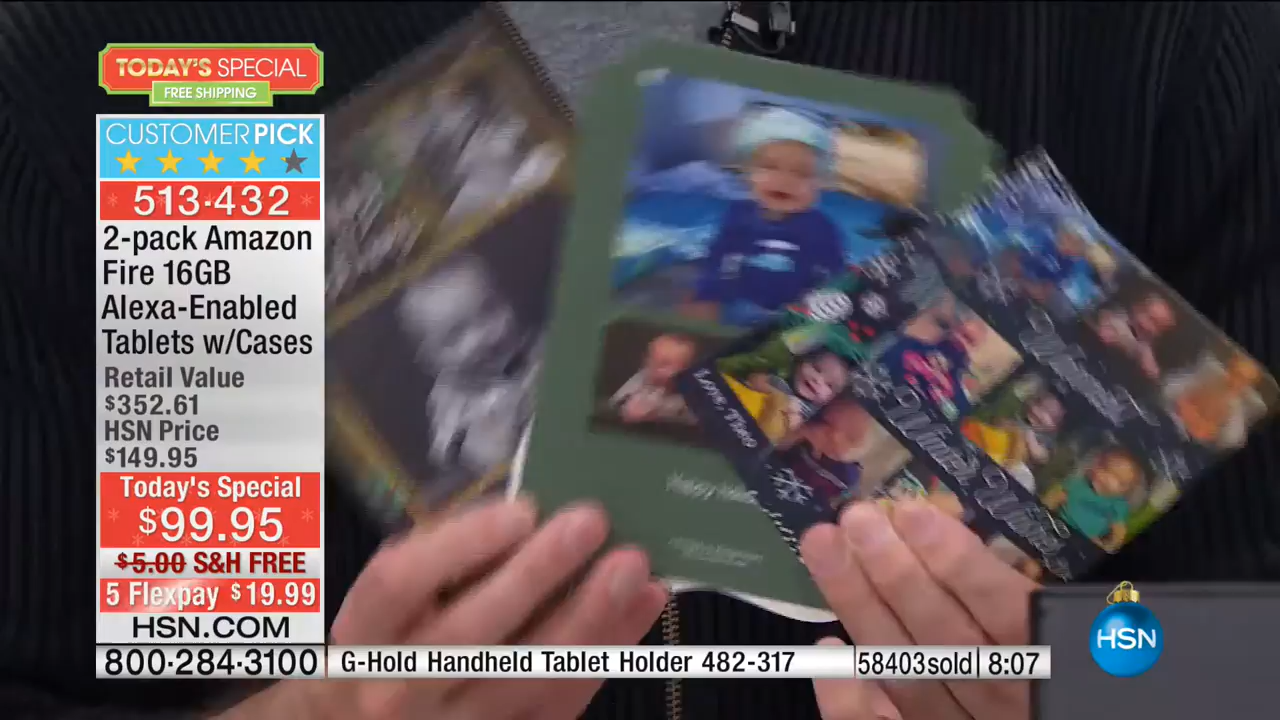 TODAY'S SPECIAL
FREE SHIPPING
CUSTOMER PICK
513-432
2-pack Amazon
Fire 16GB
Alexa-Enabled
Tablets w/Cases
Retail Value
$352.61
HSN Price
$149.95
Today's Special
$99.95
$5.00 S&H FREE
5 Flexpay $19.99
HSN.COM
800-284-3100
G-Hold Handheld Tablet Holder 482-317
58403sold
8:07
HSN